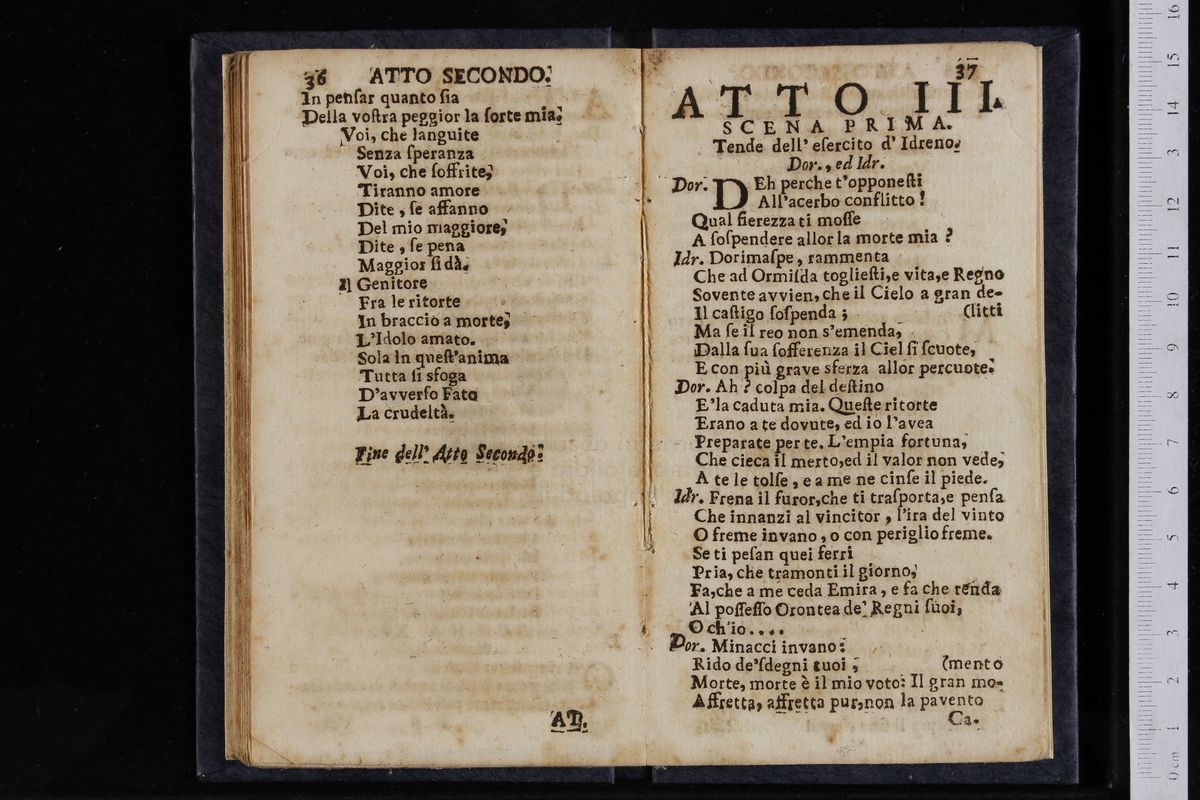 36 ATTO SECONDO.
In penſar quanto ſia
Della voſtra peggior la ſorte mia.
Voi, che languite
Senza ſperanza
Voi, che ſoffrite,
Tiranno amore
Dite, ſe affanno
Del mio maggiore,
Dite, ſe pena
Maggior ſi dà.
Il Genitore
Fra le ritorte
In braccio a morte,
L'Idolo amato.
Sola in queſt'anima
Tutta ſi sfoga
D'avverſo Fato
La crudeltà.
Fine dell' Atto Secondo.
AT.
37
ATTO III.
SCENA PRIMA.
Tende dell' eſercito d' Idreno.
Dor., ed Idr.
Dor. DEh perche t'opponeſti
All'acerbo conflitto!
Qual fierezza ti moſſe
A ſoſpendere allor la morte mia?
Idr. Dorimaſpe, rammenta
Che ad Ormiſda toglieſti, e vita, e Regno
Sovente avvien, che il Cielo a gran de-
Il caſtigo ſoſpenda; (litti
Ma ſe il reo non s'emenda,
Dalla ſua ſofferenza il Ciel ſi ſcuote,
E con più grave sferza allor percuote.
Dor. Ah? colpa del deſtino
E'la caduta mia. Queſte ritorte
Erano a te dovute, ed io l'avea
Preparate per te. L'empia fortuna,
Che cieca il merto, ed il valor non vede,
A te le tolſe, e a me ne cinſe il piede.
Idr. Frena il furor, che ti traſporta, e penſa
Che innanzi al vincitor, l'ira del vinto
O freme invano, o con periglio freme.
Se ti peſan quei ferri
Pria, che tramonti il giorno,
Fa, che a me ceda Emira, e fa che renda
Al poſſeſſo Orontea de' Regni ſuoi,
O ch'io....
Dor. Minacci invano:
Rido de'ſdegni tuoi; (mento
Morte, morte è il mio voto: Il gran mo-
Affretta, affretta pur, non la pavento
Ca.